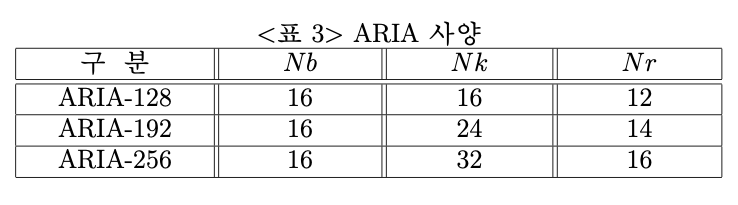 <표 3> ARIA 사양
구 분 Nb Nk Nr
ARIA-128 16 16 12
ARIA-192 16 24 14
ARIA-256 16 32 16